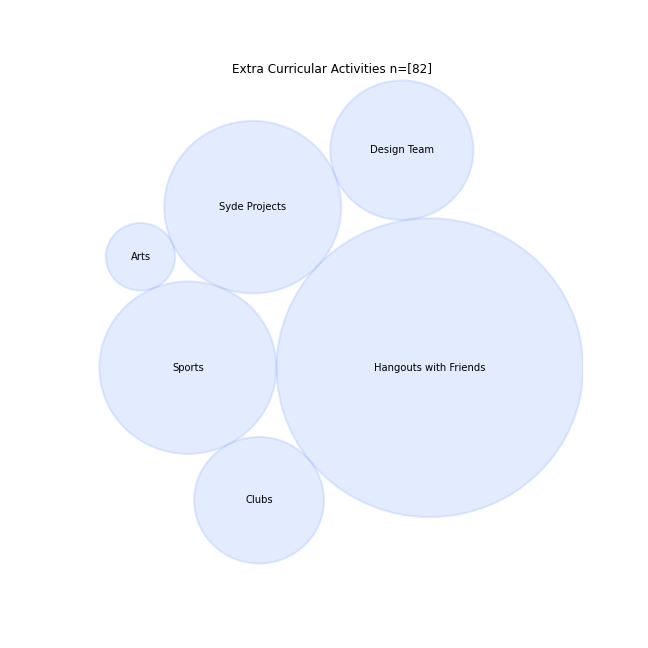 Extra Curricular Activities n=[82]
Design Team
Syde Projects
Arts
Sports
Hangouts with Friends
Clubs